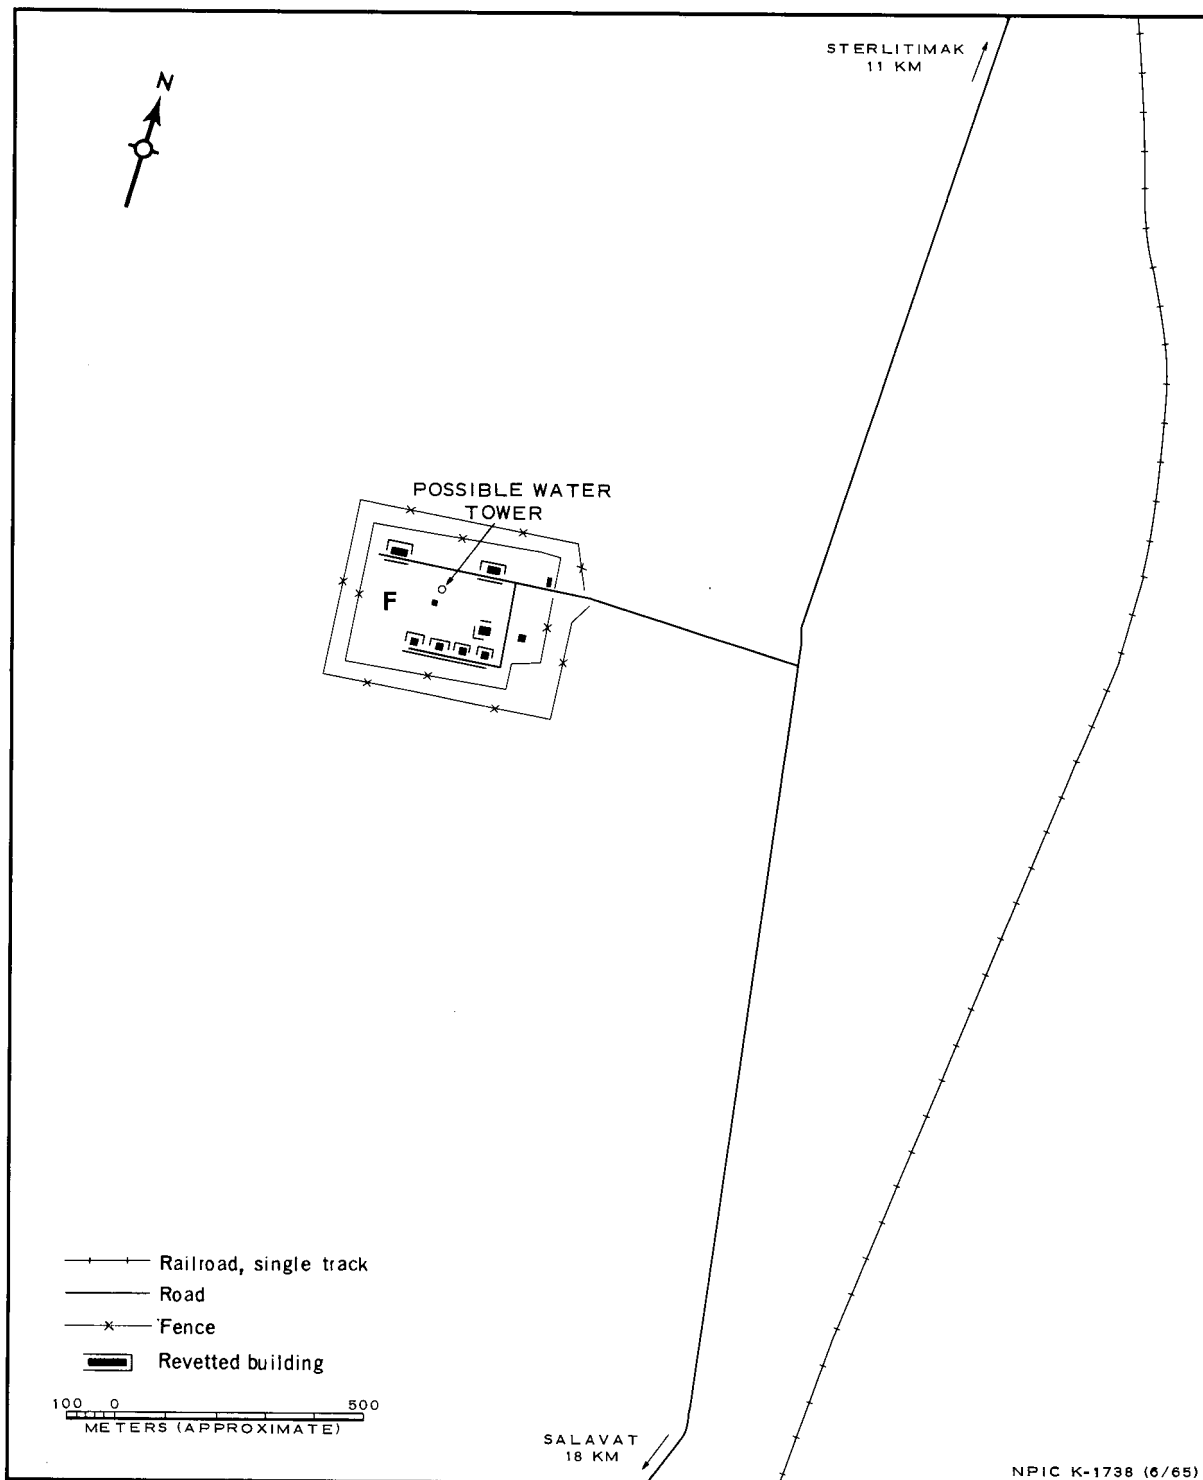 STERLITIMAK
11 KM
N
POSSIBLE WATER
TOWER
F
Railroad, single track
Road
Fence
Revetted building
100 0 500
METERS (APPROXIMATE)
SALAVAT
18 KM
NPIC K-1738 (6/65)